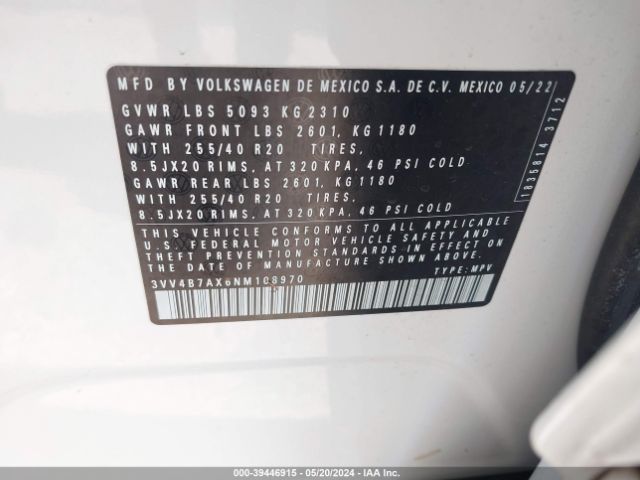 MFD BY VOLKSWAGEN DE MEXICO S.A. DE C.V. MEXICO 05/22
GVWR LBS 5093 KG 2310
GAWR FRONT LBS 2601, KG 1180
WITH 255/40 R20 TIRES,
8.5JX20 RIMS, AT 320 KPA, 46 PSI COLD
GAWR REAR LBS 2601, KG 1180
WITH 255/40 R20 TIRES,
8.5JX20 RIMS, AT 320 KPA, 46 PSI COLD
THIS VEHICLE CONFORMS TO ALL APPLICABLE
U.S. FEDERAL MOTOR VEHICLE SAFETY AND
THEFT PREVENTION STANDARDS IN EFFECT ON
THE DATE OF MANUFACTURE SHOWN ABOVE.
3VV4B7AX6NM108970 TYPE: MPV
1836814 3712
000-39446915 - 05/20/2024 - IAA Inc.